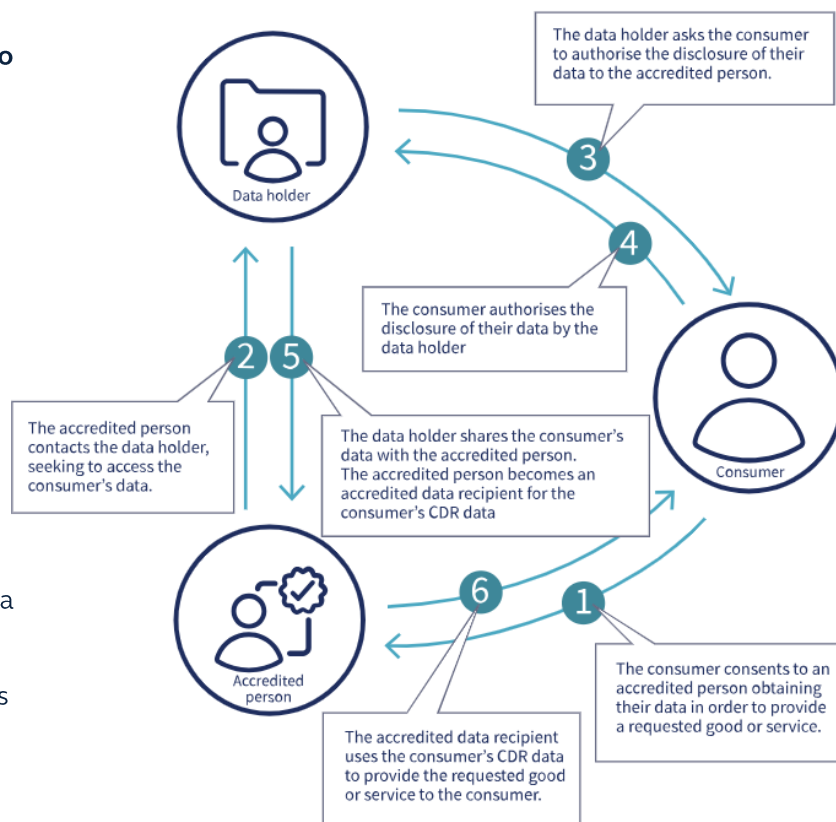 o
The data holder asks the consumer
to authorise the disclosure of their
data to the accredited person.
3
Data holder
4
The consumer authorises the
disclosure of their data by the
data holder
2
5
The accredited person
contacts the data holder,
seeking to access the
consumer's data.
The data holder shares the consumer's
data with the accredited person.
The accredited person becomes an
accredited data recipient for the
consumer's CDR data
Consumer
6
1
a
Accredited
person
s
The consumer consents to an
accredited person obtaining
their data in order to provide
a requested good or service.
The accredited data recipient
uses the consumer's CDR data
to provide the requested good
or service to the consumer.